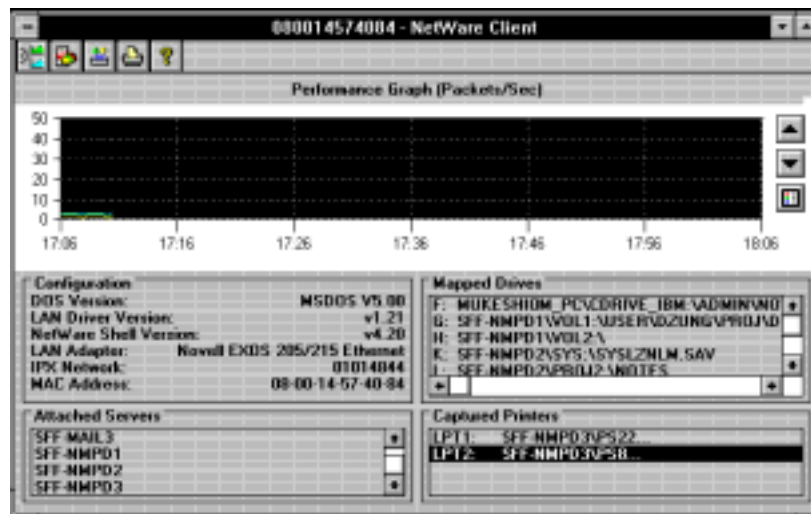 080014574084 - NetWare Client
Performance Graph (Packets/Sec)
50
40
30
20
10
0
17:06 17:16 17:26 17:36 17:46 17:56 18:06
Configuration
DOS Version: MSDOS V5.00
LAN Driver Version: v1.21
NetWare Shell Version: v4.20
LAN Adapter: Novell EXOS 205/215 Ethernet
IPX Network: 01014044
MAC Address: 08-00-14-57-40-84
Mapped Drives
F: MUKESHIOM_PC\CDRIVE_IBM:\ADMIN\NO
G: SFF-NMPD1\VOL1:\USER\DZUNG\PROJ\D
H: SFF-NMPD1\VOL2:\
K: SFF-NMPD2\SYS:\SYSLZNLM.SAV
L: SFF-NMPD2\PROJ2:\NOTES
Attached Servers
SFF-MAIL3
SFF-NMPD1
SFF-NMPD2
SFF-NMPD3
Captured Printers
LPT1: SFF-NMPD3\PS22...
LPT2: SFF-NMPD3\PS8...